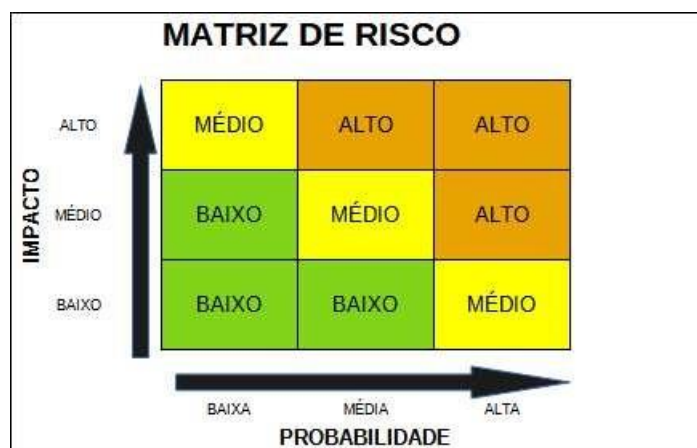 MATRIZ DE RISCO
ALTO MÉDIO ALTO ALTO
IMPACTO
MÉDIO BAIXO MÉDIO ALTO
BAIXO BAIXO BAIXO MÉDIO
BAIXA MÉDIA ALTA
PROBABILIDADE